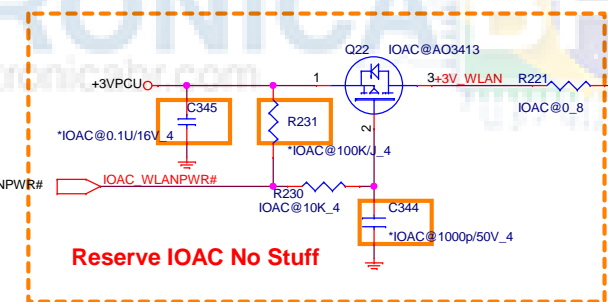 Q22 IOAC@AO3413
+3VPCU 1 3 +3V_WLAN R221
IOAC@0_8
C345
R231
2
*IOAC@0.1U/16V_4
*IOAC@100K/J_4
NPWR# IOAC_WLANPWR#
R230
IOAC@10K_4
C344
*IOAC@1000p/50V_4
Reserve IOAC No Stuff